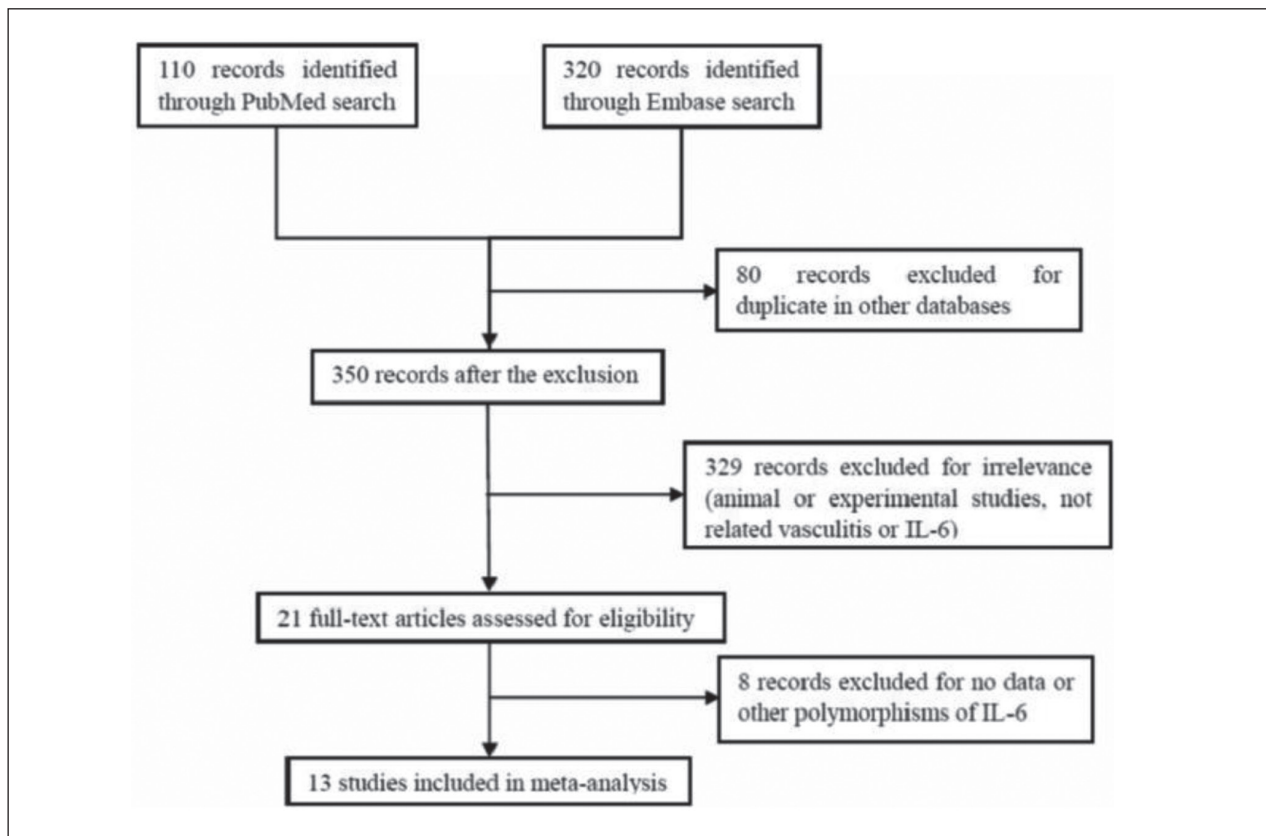 110 records identified
through PubMed search
320 records identified
through Embase search
80 records excluded for
duplicate in other databases
350 records after the exclusion
329 records excluded for irrelevance
(animal or experimental studies, not
related vasculitis or IL-6)
21 full-text articles assessed for eligibility
8 records excluded for no data or
other polymorphisms of IL-6
13 studies included in meta-analysis